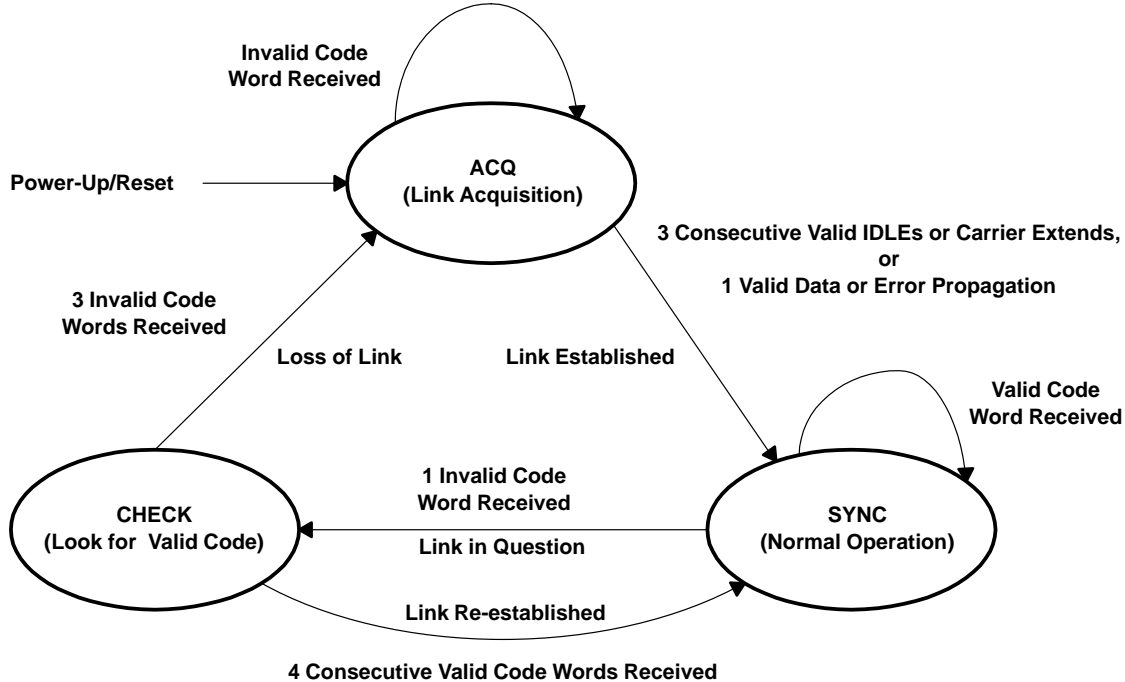 Invalid Code
Word Received
ACQ
(Link Acquisition)
Power-Up/Reset
3 Consecutive Valid IDLEs or Carrier Extends,
or
1 Valid Data or Error Propagation
3 Invalid Code
Words Received
Loss of Link
Link Established
Valid Code
Word Received
1 Invalid Code
Word Received
CHECK
(Look for Valid Code)
SYNC
(Normal Operation)
Link in Question
Link Re-established
4 Consecutive Valid Code Words Received